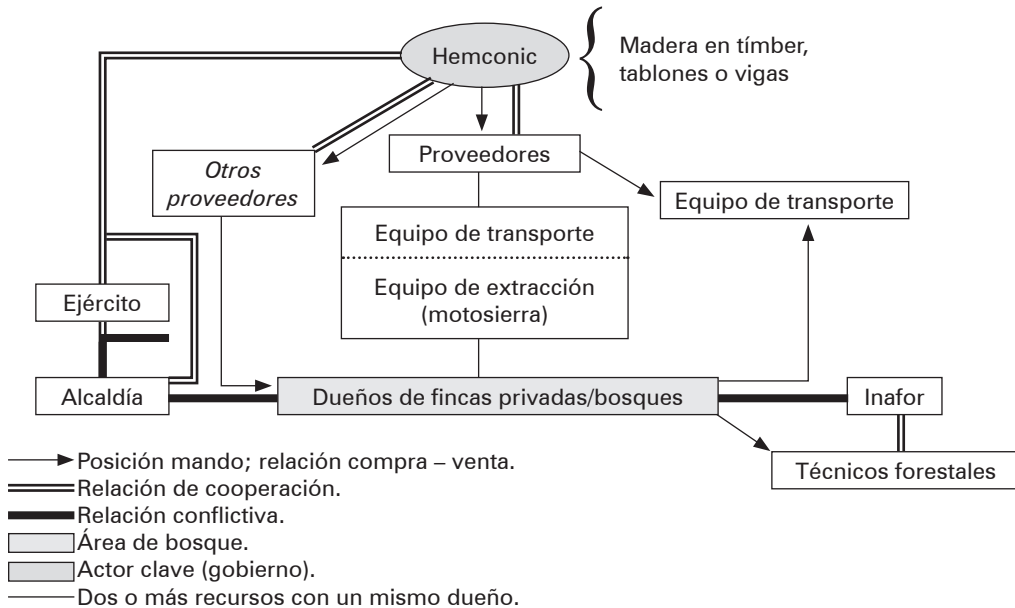 Hemconic
Madera en tímber,
tablones o vigas
Proveedores
Otros
proveedores
Equipo de transporte
Equipo de transporte
Equipo de extracción
(motosierra)
Ejército
Alcaldía
Dueños de fincas privadas/bosques
Inafor
Técnicos forestales
Posición mando; relación compra – venta.
Relación de cooperación.
Relación conflictiva.
Área de bosque.
Actor clave (gobierno).
Dos o más recursos con un mismo dueño.